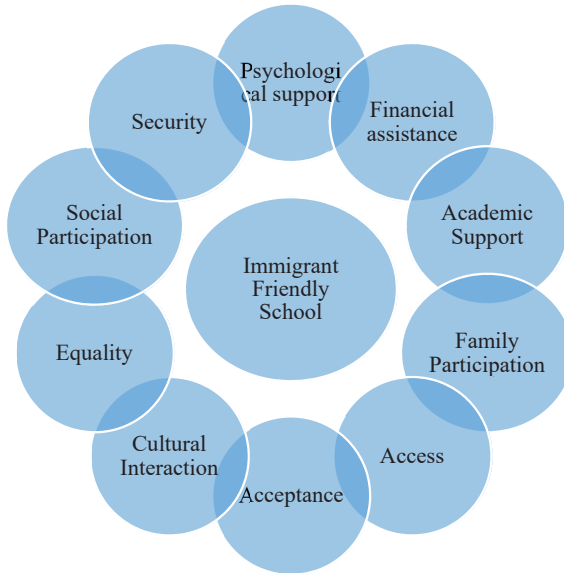 Psychologi
cal support
Financial
assistance
Academic
Support
Family
Participation
Access
Acceptance
Cultural
Interaction
Equality
Social
Participation
Security
Immigrant
Friendly
School